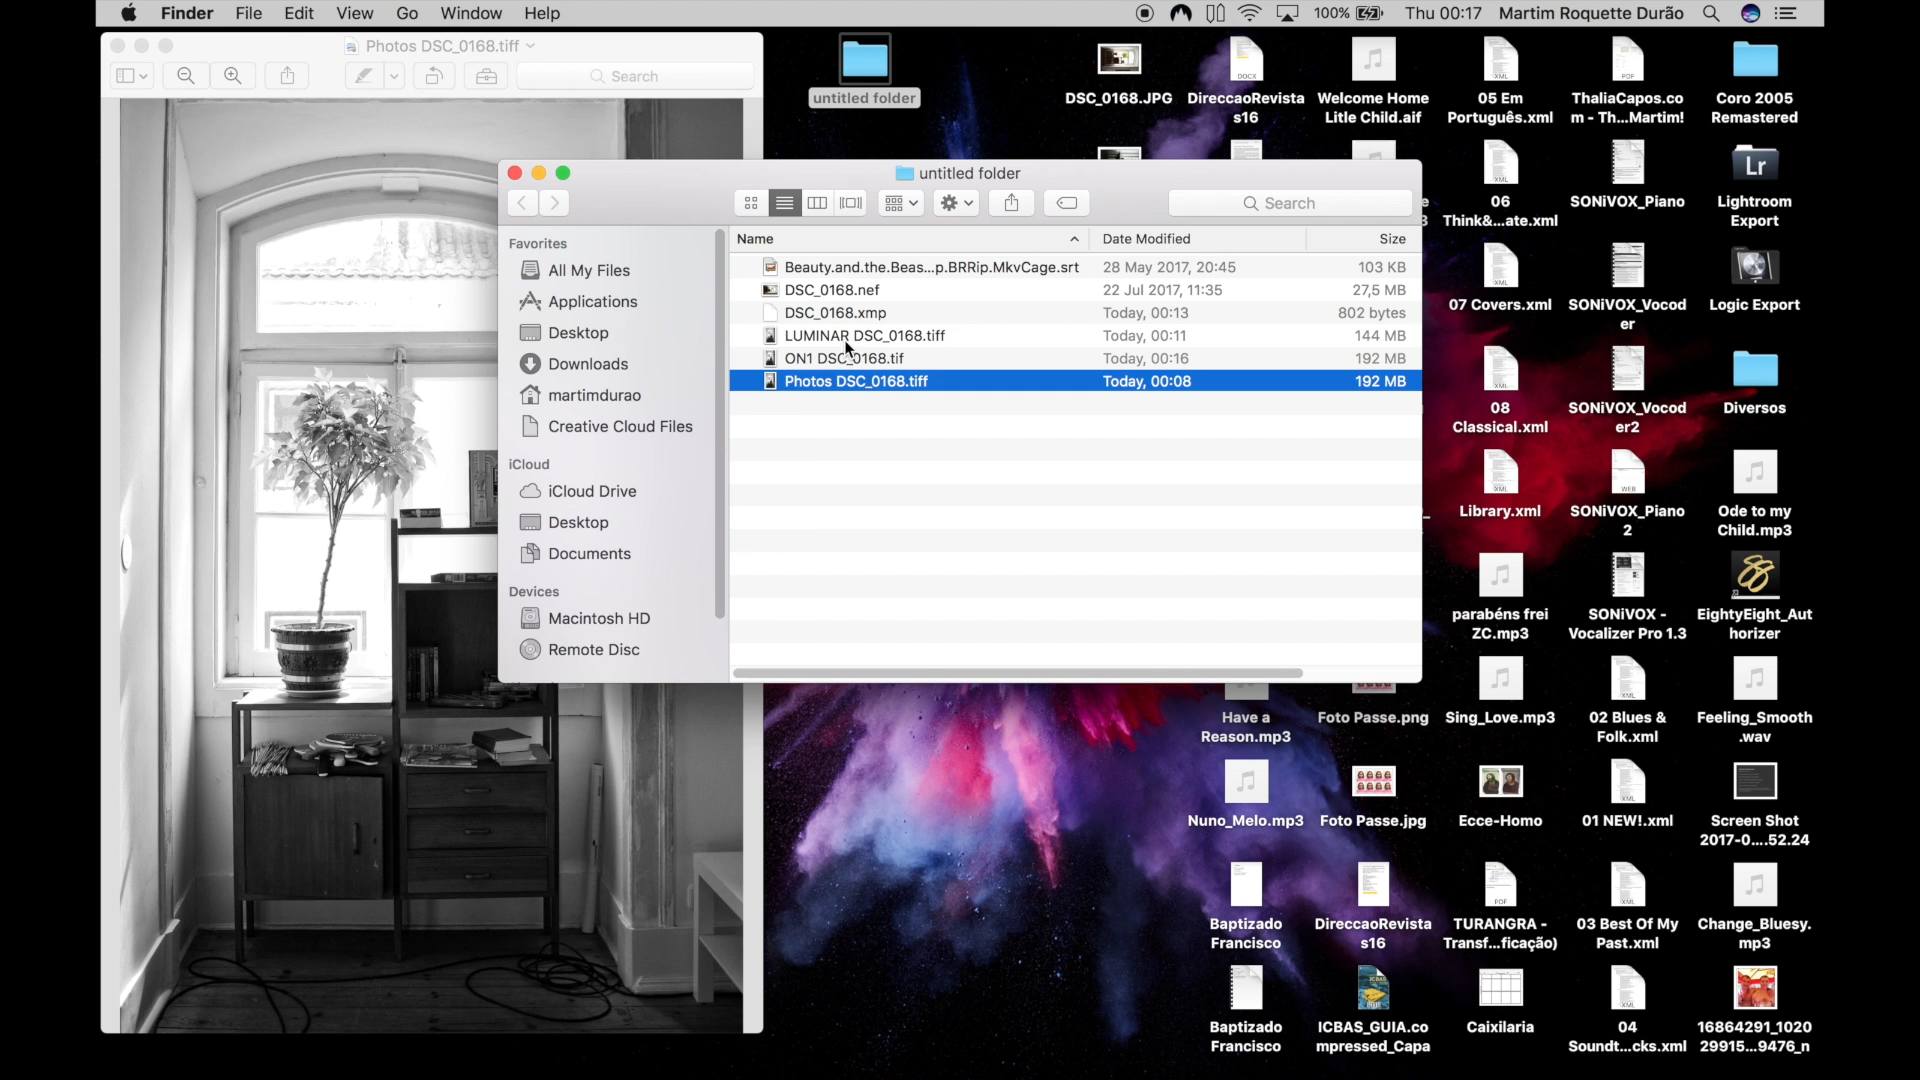 Finder File Edit View Go Window Help 100% Thu 00:17 Martim Roquette Durão
Photos DSC_0168.tiff
Search
untitled folder
DSC_0168.JPG
DireccaoRevista
s16
Welcome Home
Litle Child.aif
05 Em
Português.xml
ThaliaCapos.co
m - Th...Martim!
Coro 2005
Remastered
untitled folder
Search
Name Date Modified Size
Favorites
All My Files
Applications
Desktop
Downloads
martimdurao
Creative Cloud Files
iCloud
iCloud Drive
Desktop
Documents
Devices
Macintosh HD
Remote Disc
Beauty.and.the.Beas...p.BRRip.MkvCage.srt 28 May 2017, 20:45 103 KB
DSC_0168.nef 22 Jul 2017, 11:35 27,5 MB
DSC_0168.xmp Today, 00:13 802 bytes
LUMINAR DSC_0168.tiff Today, 00:11 144 MB
ON1 DSC_0168.tif Today, 00:16 192 MB
Photos DSC_0168.tiff Today, 00:08 192 MB
06
Think&...ate.xml
SONiVOX_Piano
Lr
Lightroom
Export
07 Covers.xml
SONiVOX_Vocod
er
Logic Export
08
Classical.xml
SONiVOX_Vocod
er2
Diversos
Library.xml
SONiVOX_Piano
2
Ode to my
Child.mp3
parabéns frei
ZC.mp3
SONiVOX -
Vocalizer Pro 1.3
EightyEight_Aut
horizer
Have a
Reason.mp3
Foto Passe.png
Sing_Love.mp3
02 Blues &
Folk.xml
Feeling_Smooth
.wav
Nuno_Melo.mp3
Foto Passe.jpg
Ecce-Homo
01 NEW!.xml
Screen Shot
2017-0....52.24
Baptizado
Francisco
DireccaoRevista
s16
TURANGRA -
Transf...ficação)
03 Best Of My
Past.xml
Change_Bluesy.
mp3
Baptizado
Francisco
ICBAS_GUIA.co
mpressed_Capa
Caixilaria
04
Soundt...cks.xml
16864291_1020
29915...9476_n